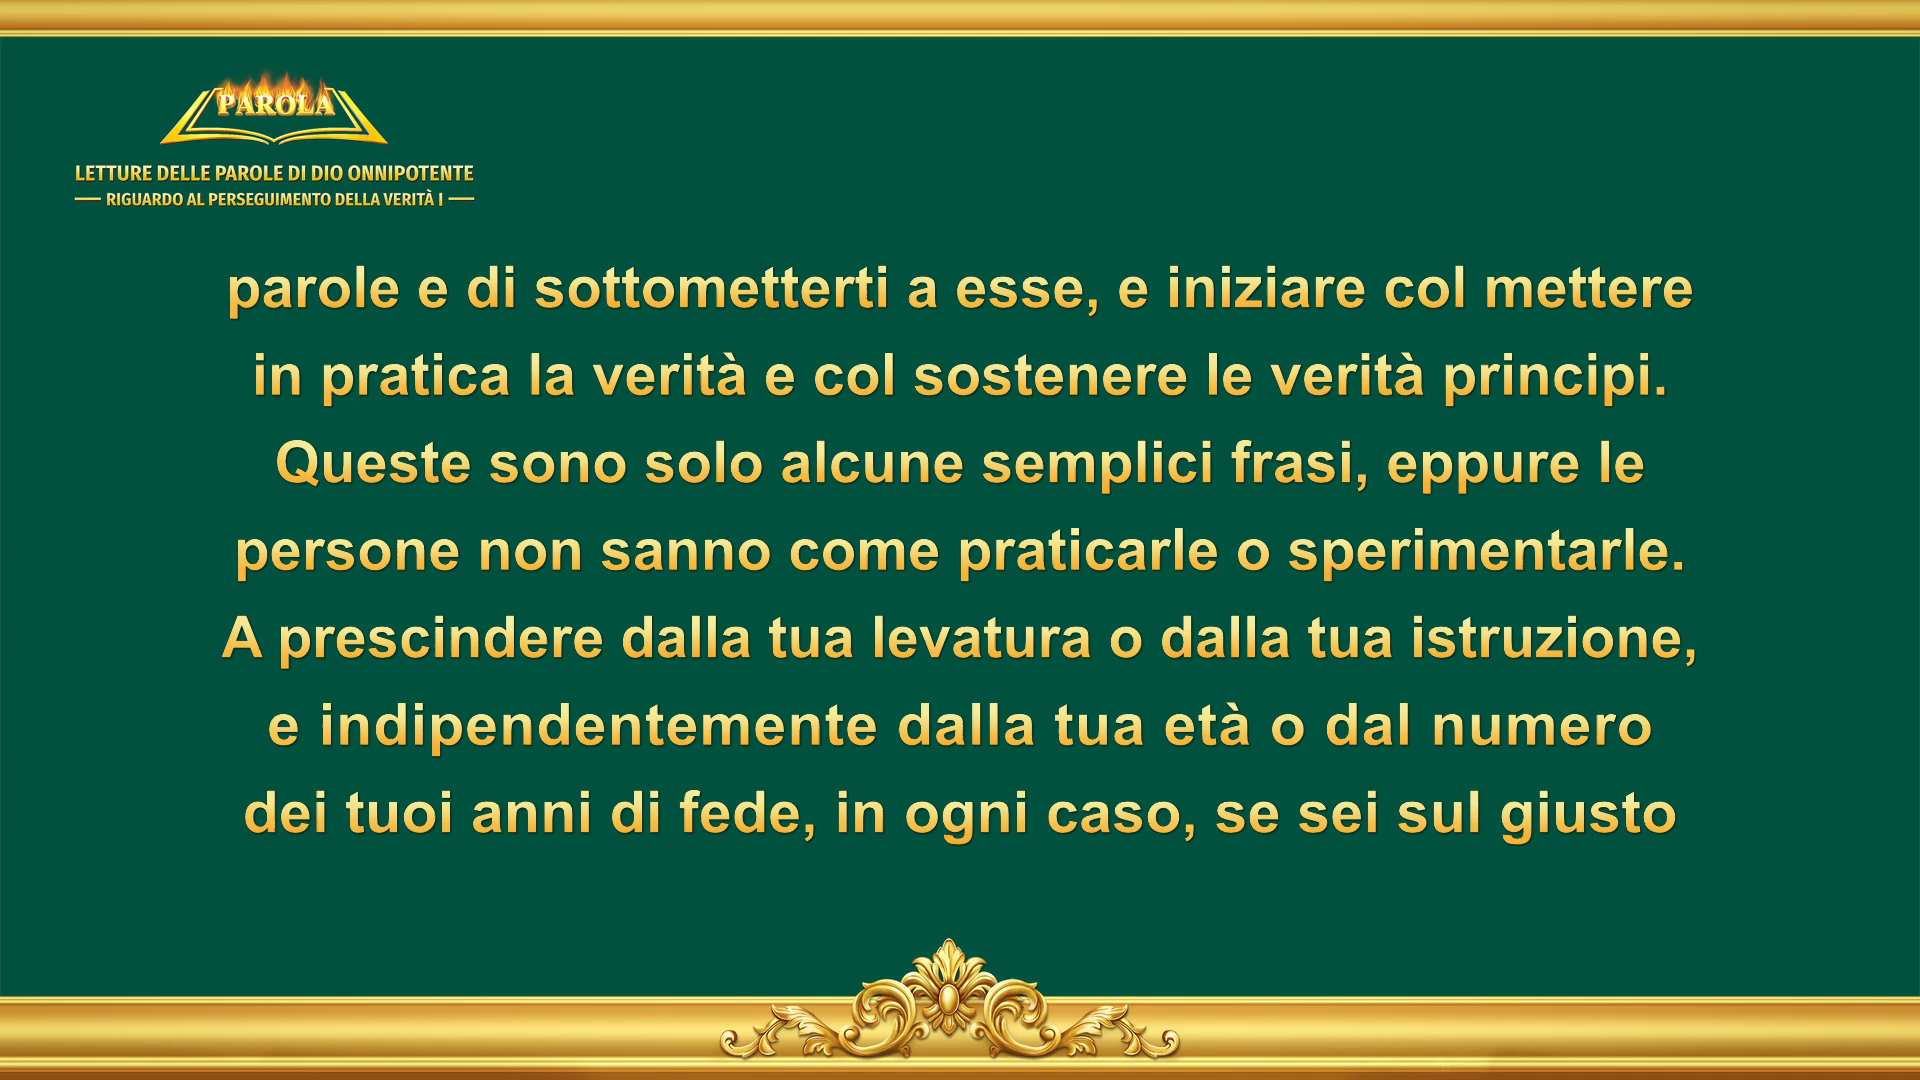 PAROLA
LETTURE DELLE PAROLE DI DIO ONNIPOTENTE
RIGUARDO AL PERSEGUIMENTO DELLA VERITÀ I
parole e di sottometterti a esse, e iniziare col mettere
in pratica la verità e col sostenere le verità principi.
Queste sono solo alcune semplici frasi, eppure le
persone non sanno come praticarle o sperimentarle.
A prescindere dalla tua levatura o dalla tua istruzione,
e indipendentemente dalla tua età o dal numero
dei tuoi anni di fede, in ogni caso, se sei sul giusto